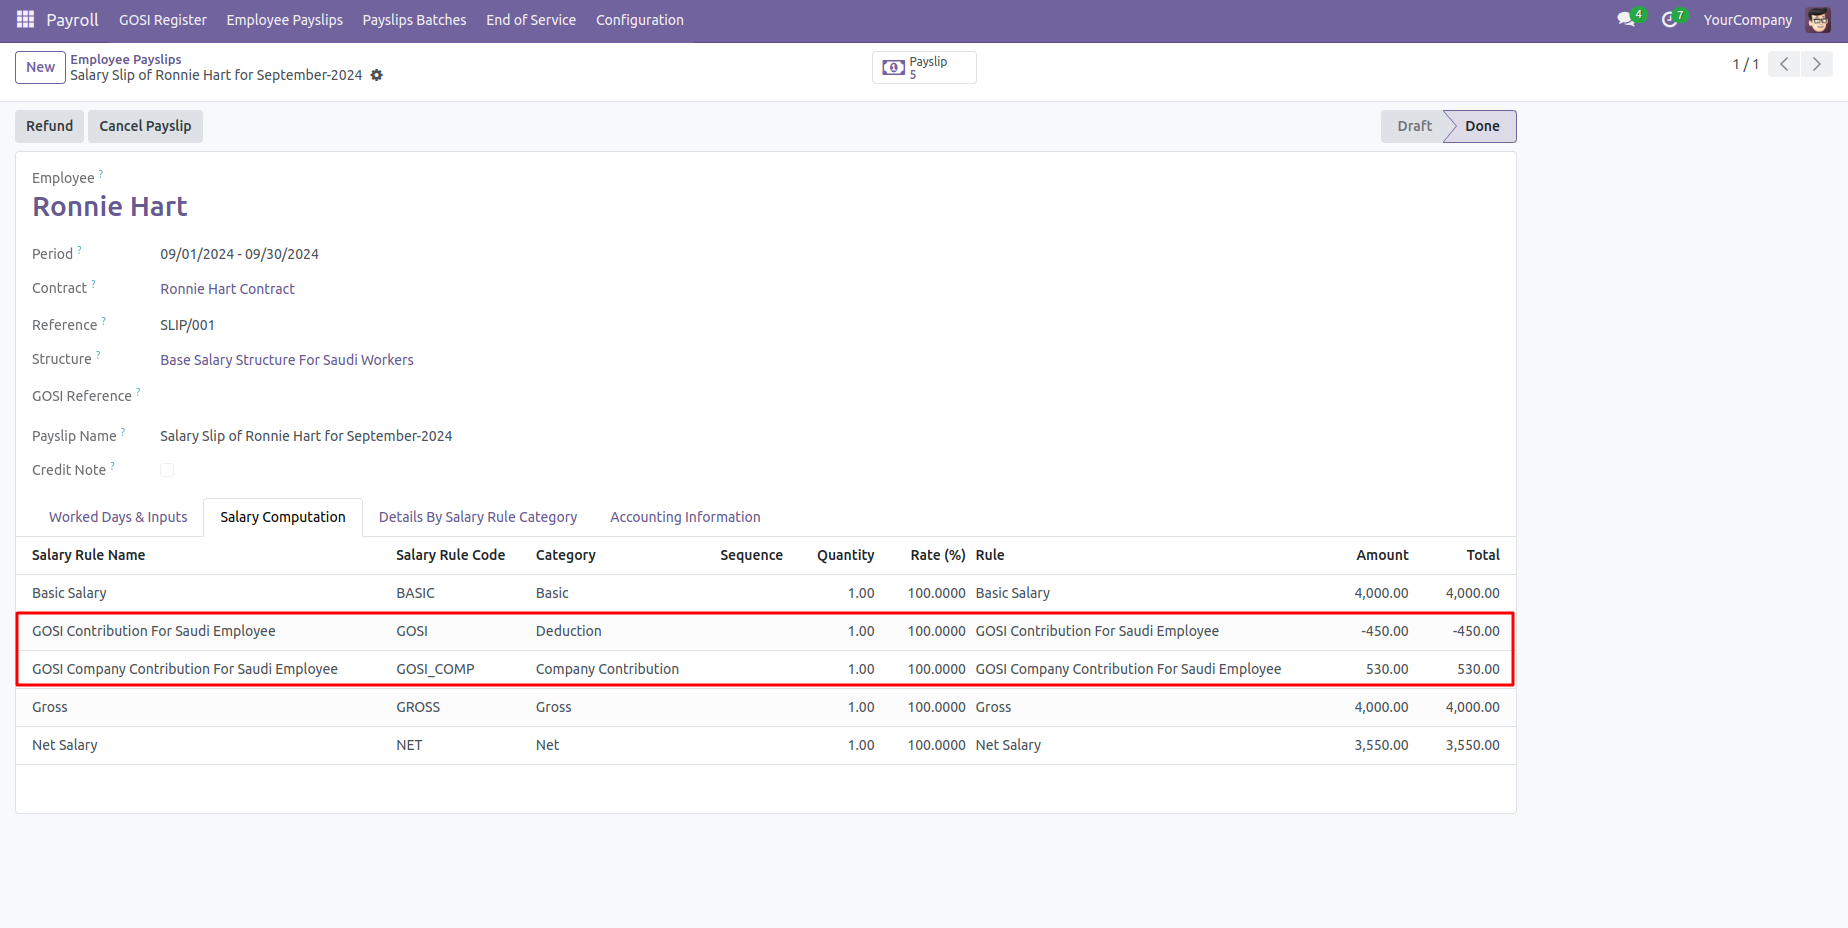 Payroll GOSI Register Employee Payslips Payslips Batches End of Service Configuration 4 7 YourCompany
New Employee Payslips
Salary Slip of Ronnie Hart for September-2024
Payslip
5
1 / 1
Refund Cancel Payslip Draft Done
Employee ?
Ronnie Hart
Period ? 09/01/2024 - 09/30/2024
Contract ? Ronnie Hart Contract
Reference ? SLIP/001
Structure ? Base Salary Structure For Saudi Workers
GOSI Reference ?
Payslip Name ? Salary Slip of Ronnie Hart for September-2024
Credit Note ?
Worked Days & Inputs Salary Computation Details By Salary Rule Category Accounting Information
Salary Rule Name Salary Rule Code Category Sequence Quantity Rate (%) Rule Amount Total
Basic Salary BASIC Basic 1.00 100.0000 Basic Salary 4,000.00 4,000.00
GOSI Contribution For Saudi Employee GOSI Deduction 1.00 100.0000 GOSI Contribution For Saudi Employee -450.00 -450.00
GOSI Company Contribution For Saudi Employee GOSI_COMP Company Contribution 1.00 100.0000 GOSI Company Contribution For Saudi Employee 530.00 530.00
Gross GROSS Gross 1.00 100.0000 Gross 4,000.00 4,000.00
Net Salary NET Net 1.00 100.0000 Net Salary 3,550.00 3,550.00